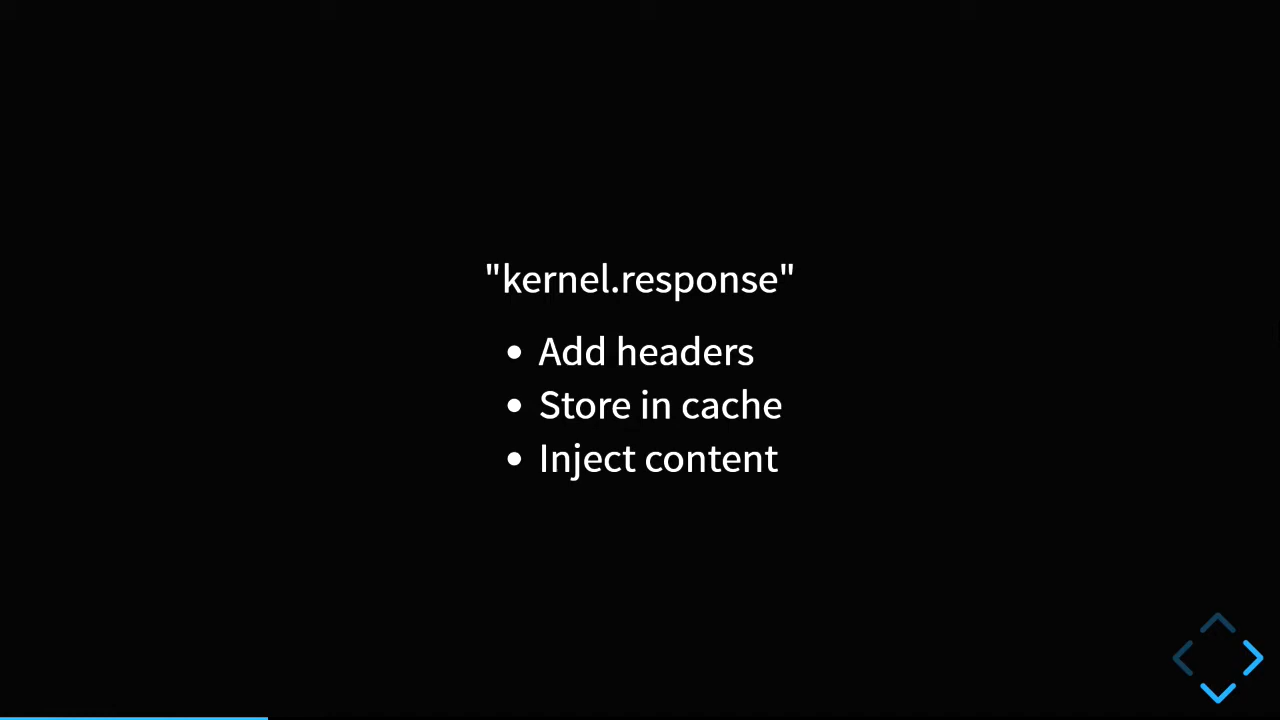 "kernel.response"
• Add headers
• Store in cache
• Inject content